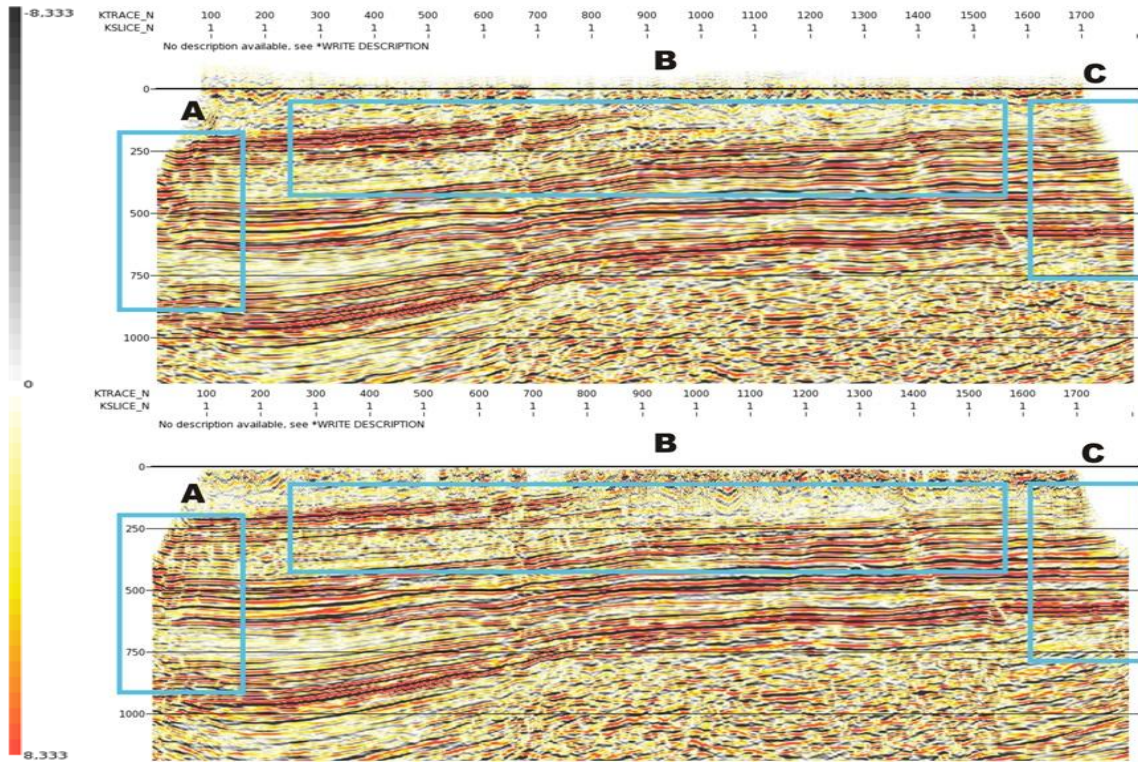 -8.333
KTRACE_N 100 200 300 400 500 600 700 800 900 1000 1100 1200 1300 1400 1500 1600 1700
KSLICE_N 1 1 1 1 1 1 1 1 1 1 1 1 1 1 1 1 1
No description available, see *WRITE DESCRIPTION
B
C
0
A
250
500
750
1000
0
KTRACE_N 100 200 300 400 500 600 700 800 900 1000 1100 1200 1300 1400 1500 1600 1700
KSLICE_N 1 1 1 1 1 1 1 1 1 1 1 1 1 1 1 1 1
No description available, see *WRITE DESCRIPTION
B
C
0
A
250
500
750
1000
8.333